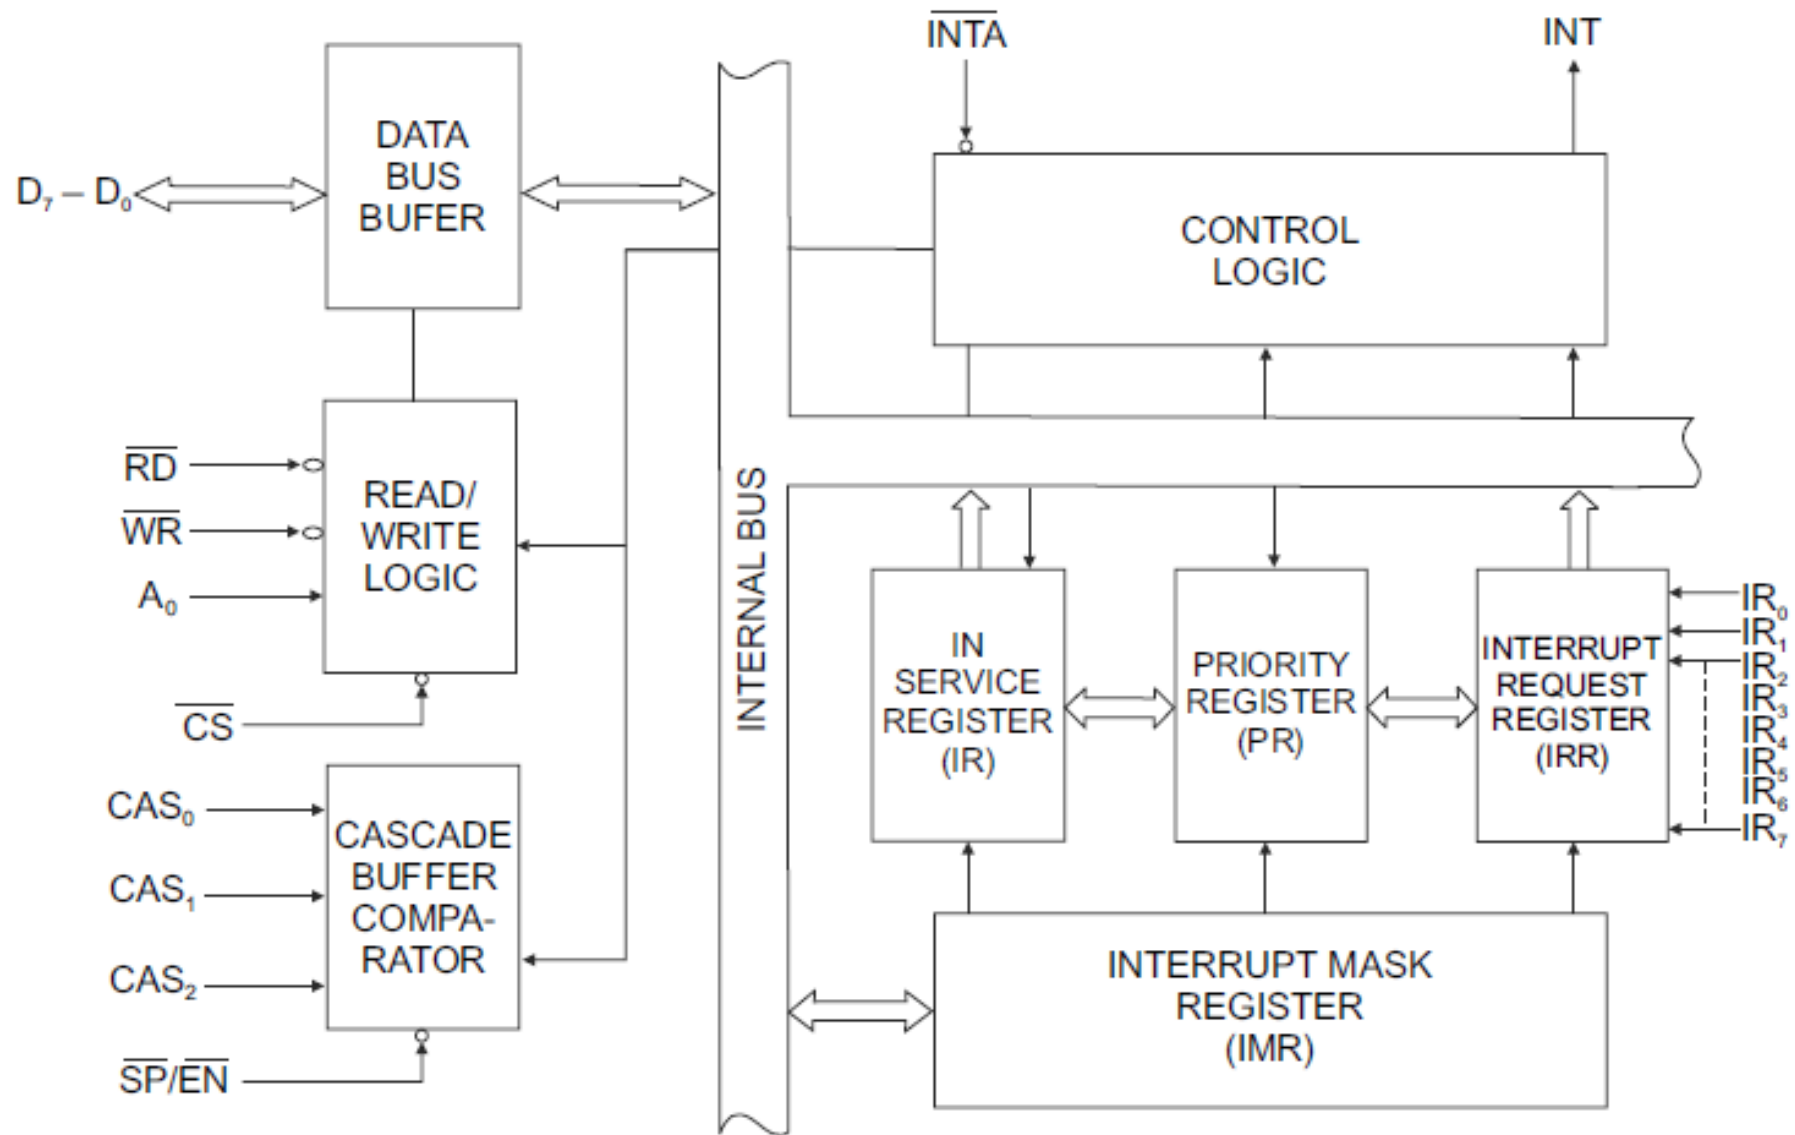 INTA
INT
DATA
BUS
BUFER
D₇ – D₀
CONTROL
LOGIC
RD
WR
A₀
READ/
WRITE
LOGIC
CS
INTERNAL BUS
IN
SERVICE
REGISTER
(IR)
PRIORITY
REGISTER
(PR)
INTERRUPT
REQUEST
REGISTER
(IRR)
IR₀
IR₁
IR₂
IR₃
IR₄
IR₅
IR₆
IR₇
CAS₀
CAS₁
CAS₂
CASCADE
BUFFER
COMPA-
RATOR
SP/EN
INTERRUPT MASK
REGISTER
(IMR)